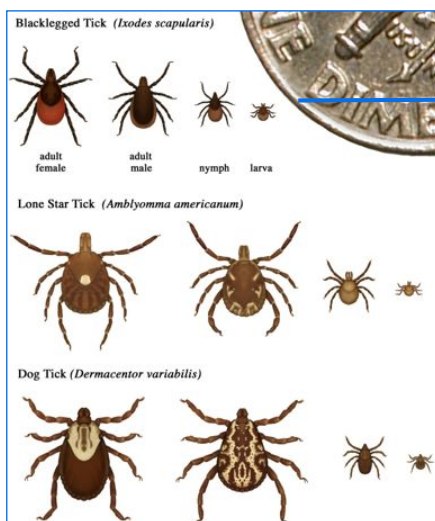 Blacklegged Tick (Ixodes scapularis)
adult female
adult male
nymph
larva
DIME
Lone Star Tick (Amblyomma americanum)
Dog Tick (Dermacentor variabilis)